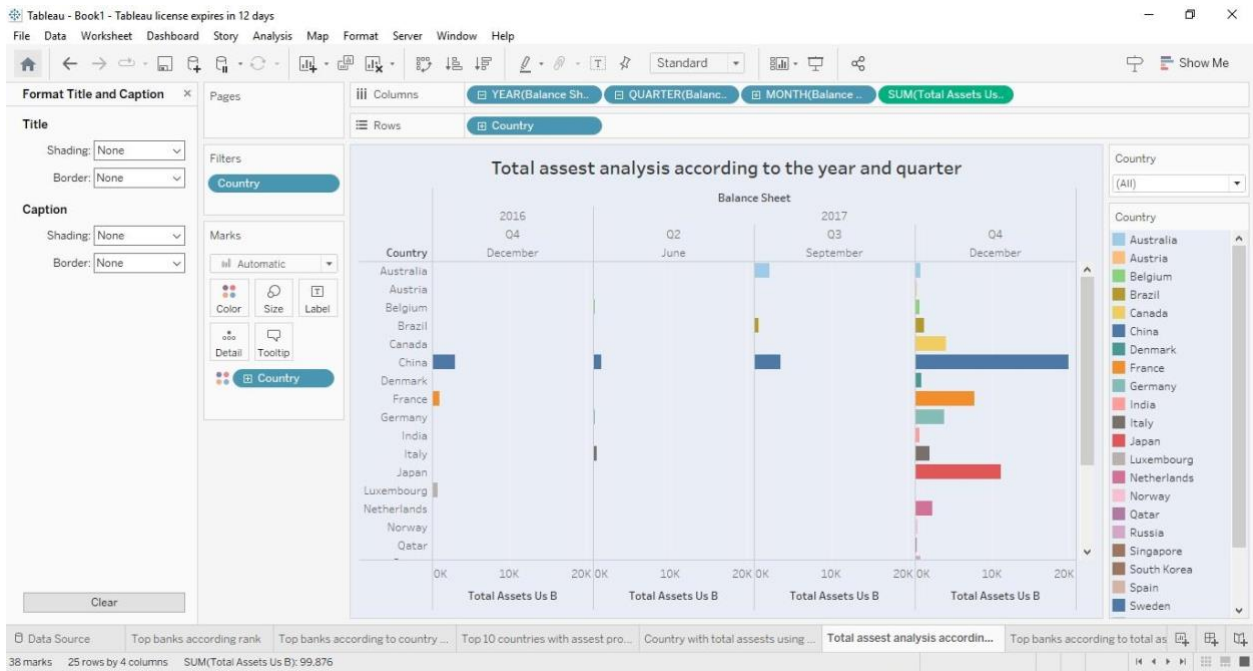 Tableau - Book1 - Tableau license expires in 12 days
File Data Worksheet Dashboard Story Analysis Map Format Server Window Help
Standard
Show Me
Format Title and Caption
Title
Shading: None
Border: None
Caption
Shading: None
Border: None
Clear
Pages
Filters
Country
Marks
Automatic
Color Size Label
Detail Tooltip
Country
Columns YEAR(Balance Sh.. QUARTER(Balanc.. MONTH(Balance .. SUM(Total Assets Us..
Rows Country
Total assest analysis according to the year and quarter
Balance Sheet
2016 2017
Q4 Q2 Q3 Q4
Country December June September December
Australia
Austria
Belgium
Brazil
Canada
China
Denmark
France
Germany
India
Italy
Japan
Luxembourg
Netherlands
Norway
Qatar
0K 10K 20K 0K 10K 20K 0K 10K 20K 0K 10K 20K
Total Assets Us B Total Assets Us B Total Assets Us B Total Assets Us B
Country
(All)
Country
Australia
Austria
Belgium
Brazil
Canada
China
Denmark
France
Germany
India
Italy
Japan
Luxembourg
Netherlands
Norway
Qatar
Russia
Singapore
South Korea
Spain
Sweden
Data Source Top banks according rank Top banks according to country ... Top 10 countries with assest pro... Country with total assests using ... Total assest analysis accordin... Top banks according to total as
38 marks 25 rows by 4 columns SUM(Total Assets Us B): 99,876